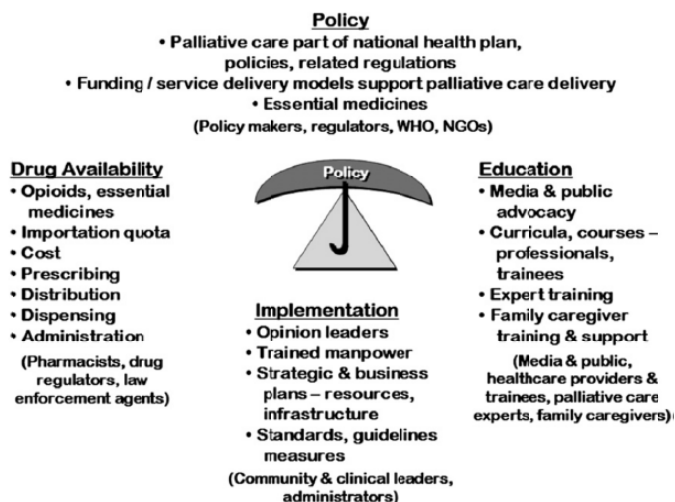 Policy
• Palliative care part of national health plan,
policies, related regulations
• Funding / service delivery models support palliative care delivery
• Essential medicines
(Policy makers, regulators, WHO, NGOs)
Drug Availability
• Opioids, essential
medicines
• Importation quota
• Cost
• Prescribing
• Distribution
• Dispensing
• Administration
(Pharmacists, drug
regulators, law
enforcement agents)
Policy
Implementation
• Opinion leaders
• Trained manpower
• Strategic & business
plans – resources,
infrastructure
• Standards, guidelines
measures
(Community & clinical leaders,
administrators)
Education
• Media & public
advocacy
• Curricula, courses –
professionals,
trainees
• Expert training
• Family caregiver
training & support
(Media & public,
healthcare providers &
trainees, palliative care
experts, family caregivers)